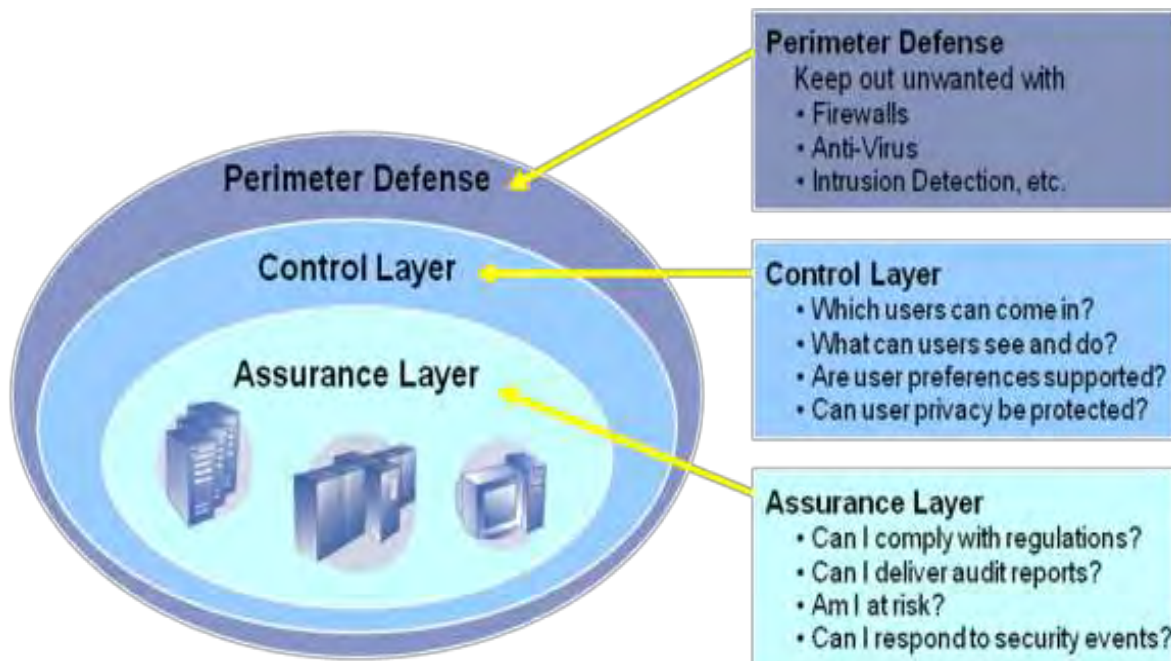 Perimeter Defense
Control Layer
Assurance Layer
Perimeter Defense
Keep out unwanted with
• Firewalls
• Anti-Virus
• Intrusion Detection, etc.
Control Layer
• Which users can come in?
• What can users see and do?
• Are user preferences supported?
• Can user privacy be protected?
Assurance Layer
• Can I comply with regulations?
• Can I deliver audit reports?
• Am I at risk?
• Can I respond to security events?